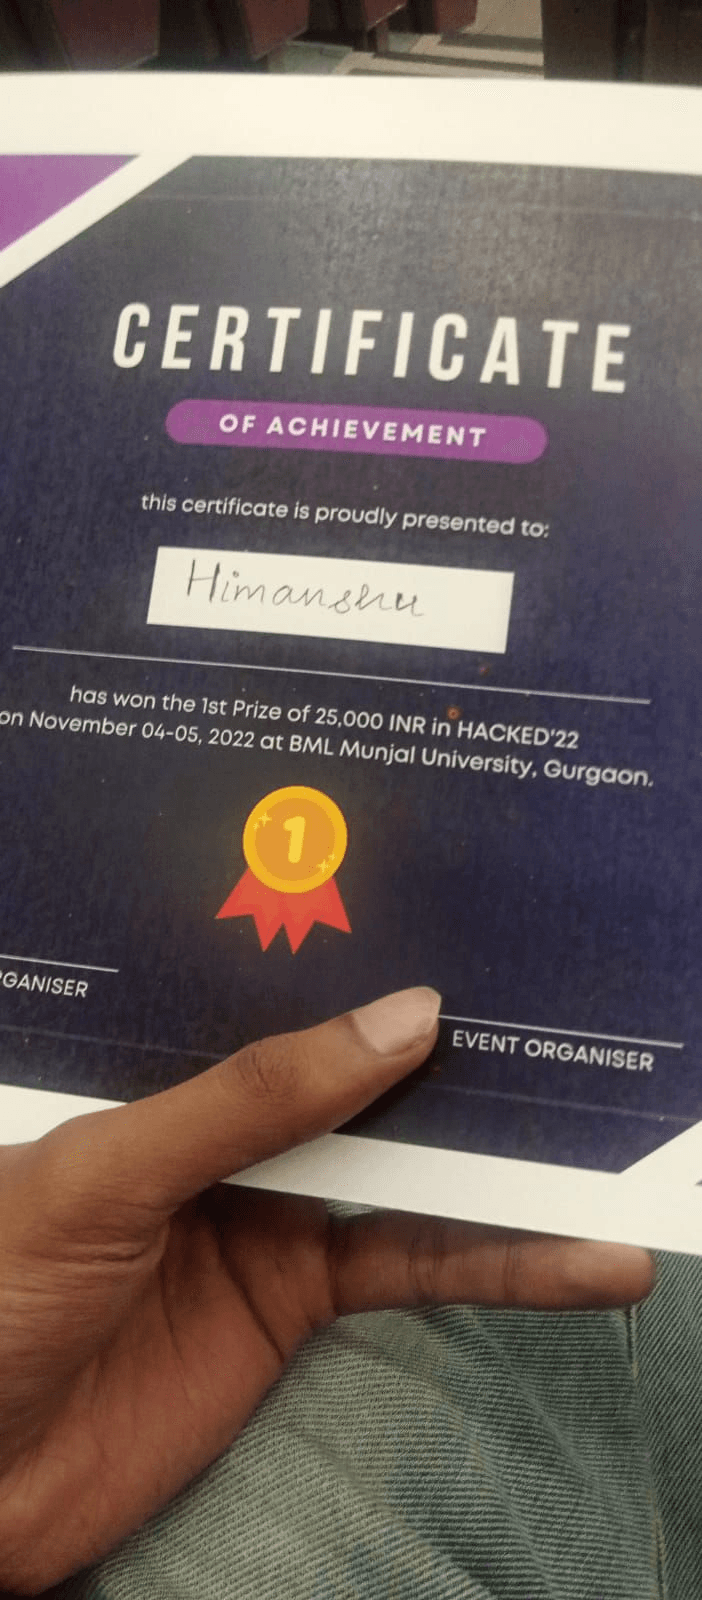 CERTIFICATE
OF ACHIEVEMENT
this certificate is proudly presented to:
Himanshu
has won the 1st Prize of 25,000 INR in HACKED'22
on November 04-05, 2022 at BML Munjal University, Gurgaon.
1
EVENT ORGANISER